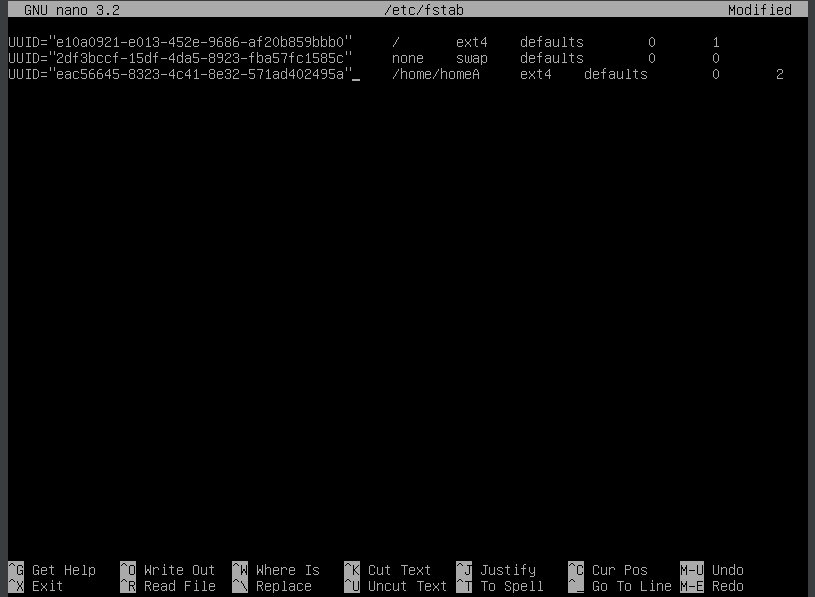 GNU nano 3.2 /etc/fstab Modified
UUID="e10a0921-e013-452e-9686-af20b859bbb0" / ext4 defaults 0 1
UUID="2df3bccf-15df-4da5-8923-fba57fc1585c" none swap defaults 0 0
UUID="eac56645-8323-4c41-8e32-571ad402495a"_ /home/homeA ext4 defaults 0 2
^G Get Help ^O Write Out ^W Where Is ^K Cut Text ^J Justify ^C Cur Pos M-U Undo
^X Exit ^R Read File ^\ Replace ^U Uncut Text ^T To Spell ^_ Go To Line M-E Redo